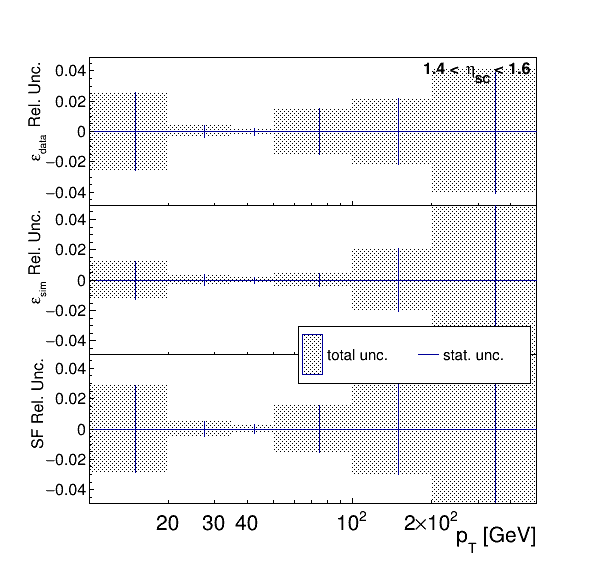 1.4 < η_sc < 1.6
ε_data Rel. Unc.
0.04
0.02
0
−0.02
−0.04
ε_sim Rel. Unc.
0.04
0.02
0
−0.02
−0.04
total unc.
stat. unc.
SF Rel. Unc.
0.04
0.02
0
−0.02
−0.04
20 30 40 10² 2×10²
p_T [GeV]